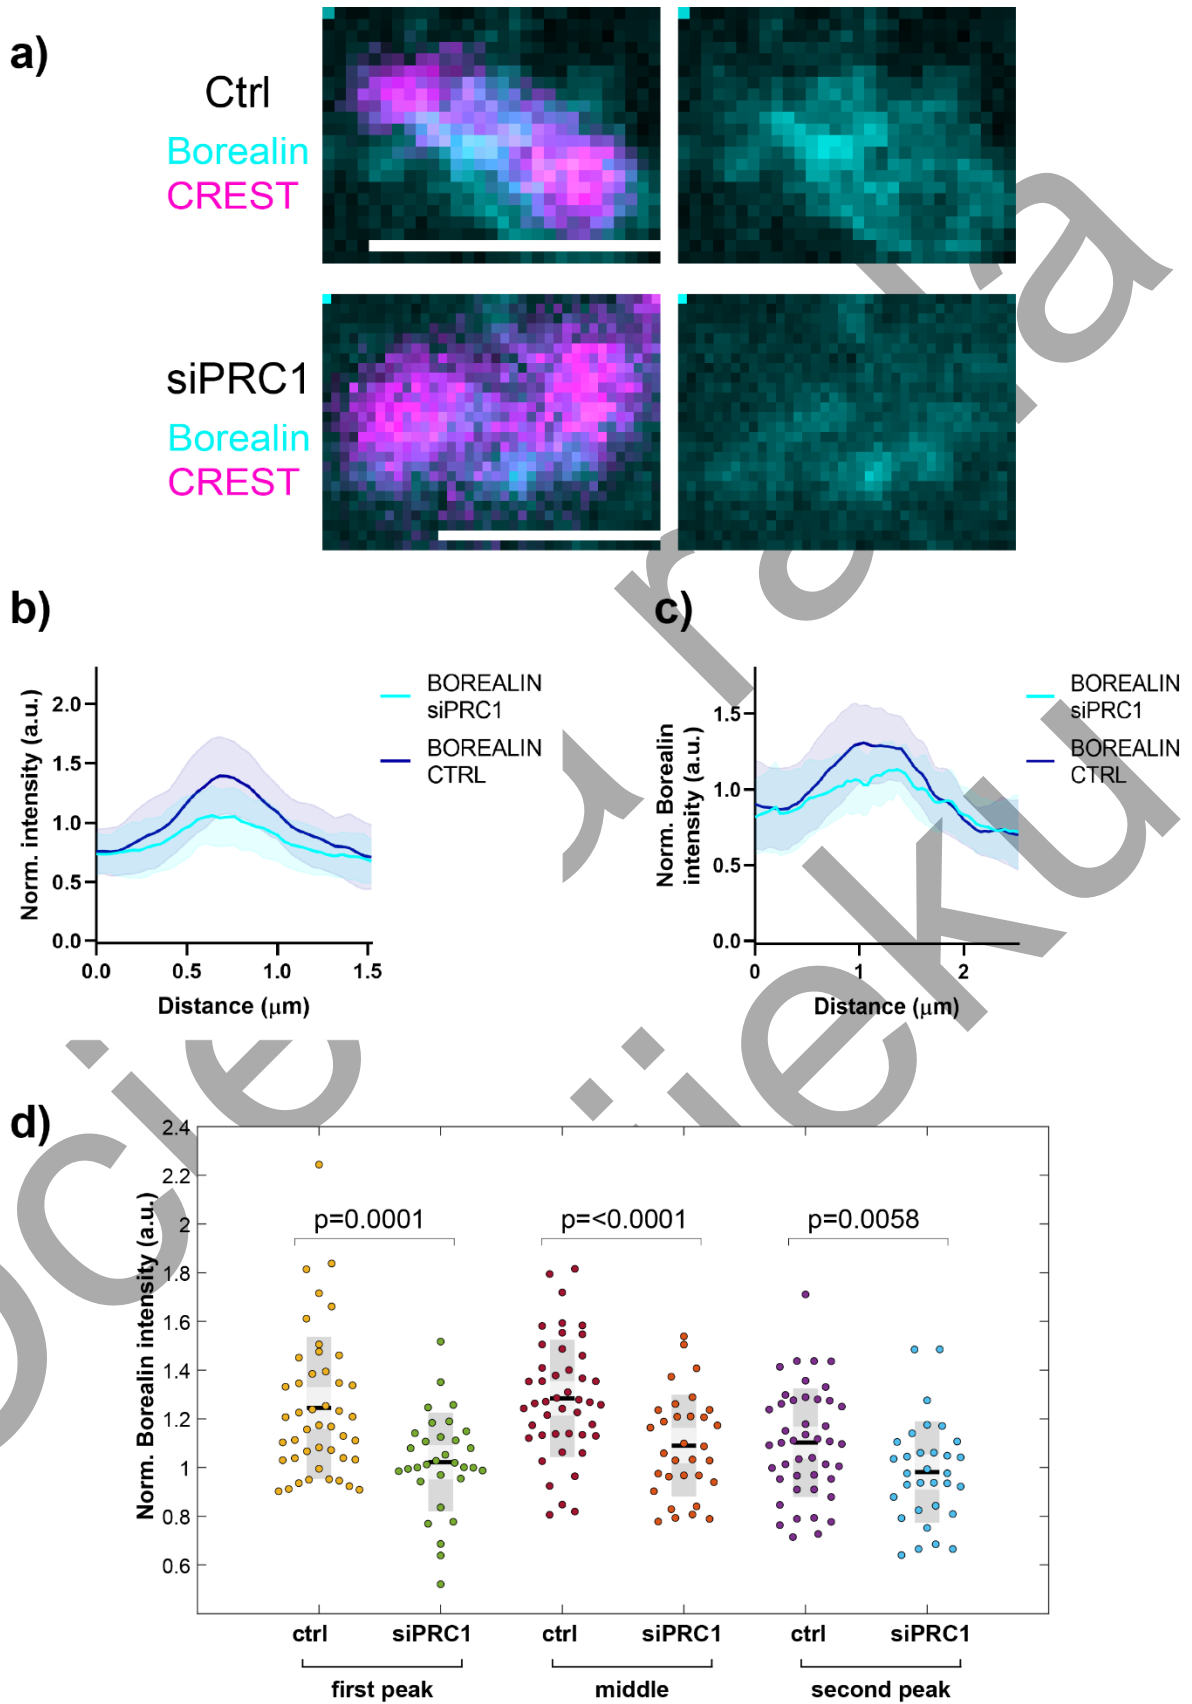 a)
Ctrl
Borealin
CREST
siPRC1
Borealin
CREST
b)
Norm. intensity (a.u.)
2.0
1.5
1.0
0.5
0.0
0.0 0.5 1.0 1.5
Distance (μm)
BOREALIN
siPRC1
BOREALIN
CTRL
c)
Norm. Borealin
intensity (a.u.)
1.5
1.0
0.5
0.0
0 1 2
Distance (μm)
BOREALIN
siPRC1
BOREALIN
CTRL
d)
Norm. Borealin intensity (a.u.)
2.4
2.2
2
1.8
1.6
1.4
1.2
1
0.8
0.6
p=0.0001 p=<0.0001 p=0.0058
ctrl siPRC1 ctrl siPRC1 ctrl siPRC1
first peak middle second peak